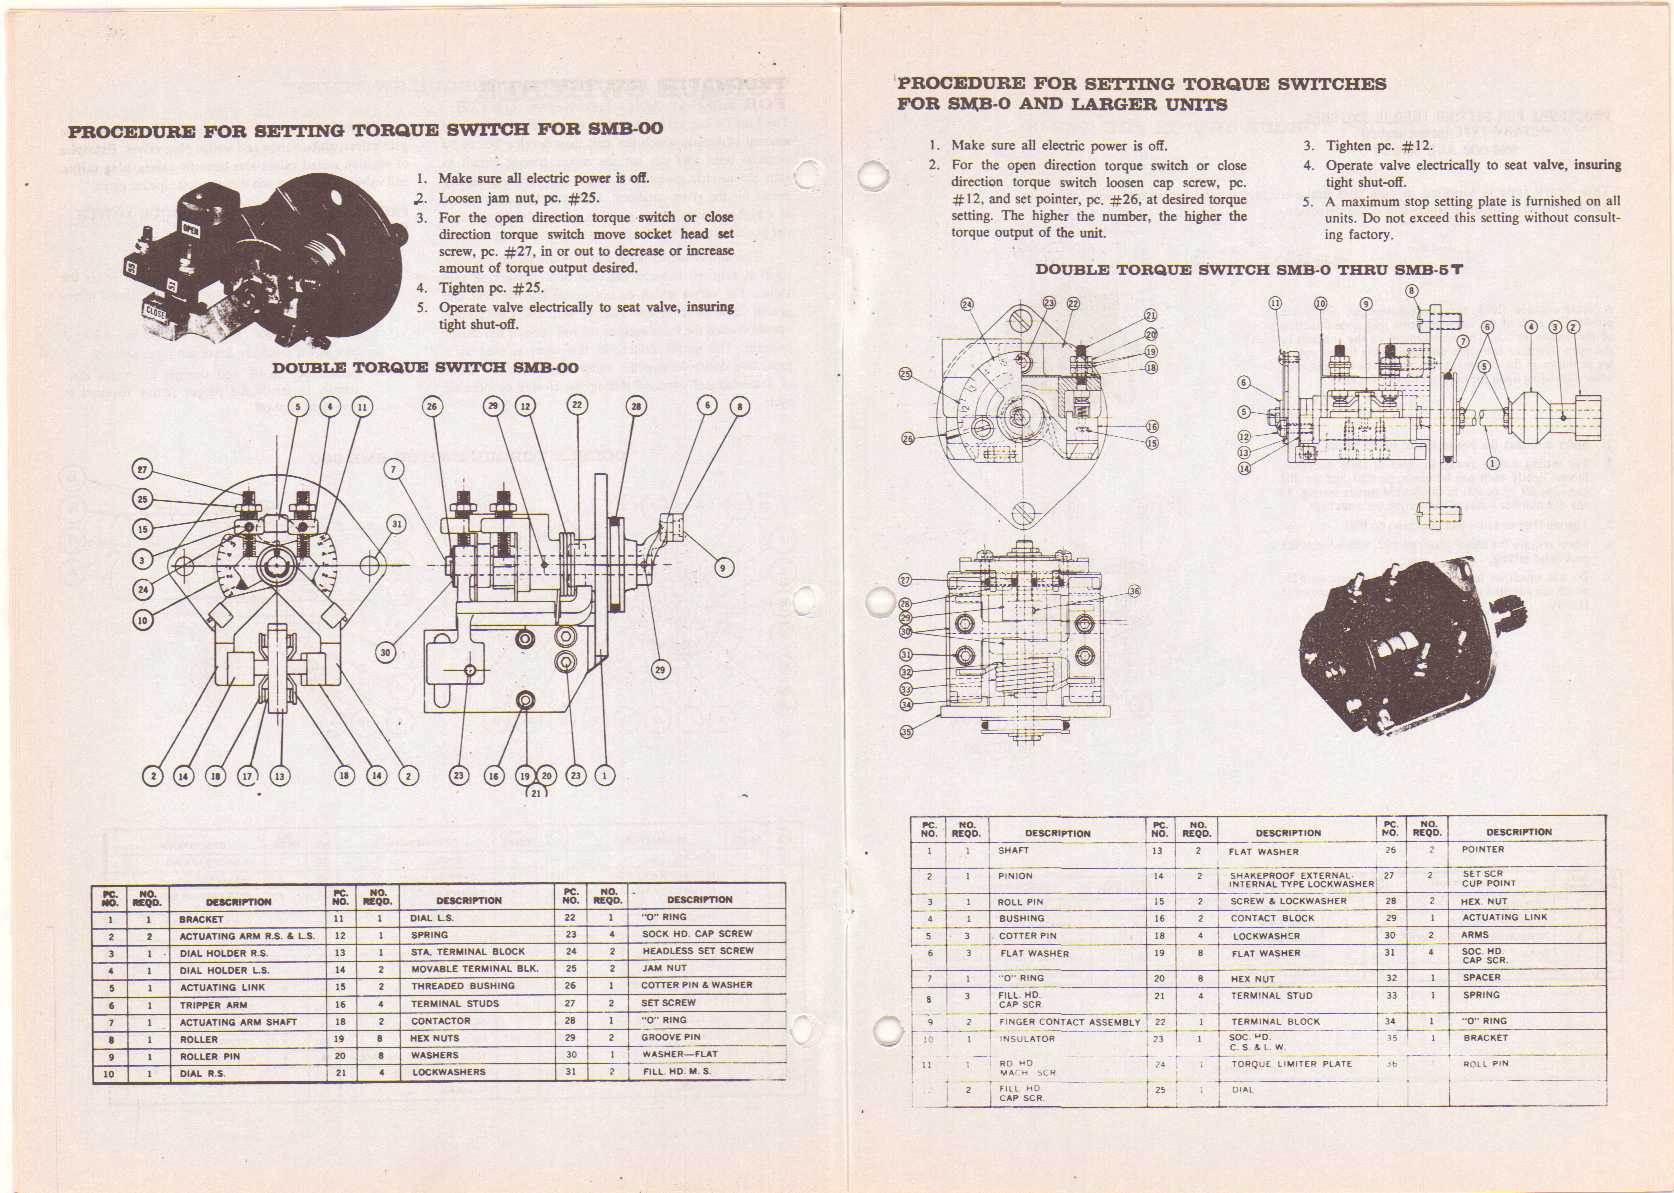 PROCEDURE FOR SETTING TORQUE SWITCH FOR SMB-OO
OPEN
CLOSE
1. Make sure all electric power is off.
2. Loosen jam nut, pc. #25.
3. For the open direction torque switch or close
direction torque switch move socket head set
screw, pc. #27, in or out to decrease or increase
amount of torque output desired.
4. Tighten pc. #25.
5. Operate valve electrically to seat valve, insuring
tight shut-off.
DOUBLE TORQUE SWITCH SMB-OO
5 4 11 26 29 12 22 28 6 8
27 7
25
15 31
3
24 9
10
30 29
2 14 18 17 13 18 14 2 23 16 19 20 23 1
21
PC. NO. NO. REQD. DESCRIPTION PC. NO. NO. REQD. DESCRIPTION PC. NO. NO. REQD. DESCRIPTION
1 1 BRACKET 11 1 DIAL L.S. 22 1 "O" RING
2 2 ACTUATING ARM R.S. & L.S. 12 1 SPRING 23 4 SOCK HD. CAP SCREW
3 1 DIAL HOLDER R.S. 13 1 STA. TERMINAL BLOCK 24 2 HEADLESS SET SCREW
4 1 DIAL HOLDER L.S. 14 2 MOVABLE TERMINAL BLK. 25 2 JAM NUT
5 1 ACTUATING LINK 15 2 THREADED BUSHING 26 1 COTTER PIN & WASHER
6 1 TRIPPER ARM 16 4 TERMINAL STUDS 27 2 SET SCREW
7 1 ACTUATING ARM SHAFT 18 2 CONTACTOR 28 1 "O" RING
8 1 ROLLER 19 8 HEX NUTS 29 2 GROOVE PIN
9 1 ROLLER PIN 20 8 WASHERS 30 1 WASHER—FLAT
10 1 DIAL R.S. 21 4 LOCKWASHERS 31 2 FILL. HD. M. S.
PROCEDURE FOR SETTING TORQUE SWITCHES
FOR SMB-O AND LARGER UNITS
1. Make sure all electric power is off.
2. For the open direction torque switch or close
direction torque switch loosen cap screw, pc.
#12, and set pointer, pc. #26, at desired torque
setting. The higher the number, the higher the
torque output of the unit.
3. Tighten pc. #12.
4. Operate valve electrically to seat valve, insuring
tight shut-off.
5. A maximum stop setting plate is furnished on all
units. Do not exceed this setting without consult-
ing factory.
DOUBLE TORQUE SWITCH SMB-O THRU SMB-5T
24 23 22 21
20
19
18
25
26 16
15
11 10 9 8
7 6 4 3 2
6 5
5
12
13
14 1
27
28
29
30
31
32
33
34
35
36
PC. NO. NO. REQD. DESCRIPTION PC. NO. NO. REQD. DESCRIPTION PC. NO. NO. REQD. DESCRIPTION
1 1 SHAFT 13 2 FLAT WASHER 26 2 POINTER
2 1 PINION 14 2 SHAKEPROOF EXTERNAL- INTERNAL TYPE LOCKWASHER 27 2 SET SCR CUP POINT
3 1 ROLL PIN 15 2 SCREW & LOCKWASHER 28 2 HEX. NUT
4 1 BUSHING 16 2 CONTACT BLOCK 29 1 ACTUATING LINK
5 3 COTTER PIN 18 4 LOCKWASHER 30 2 ARMS
6 3 FLAT WASHER 19 8 FLAT WASHER 31 4 SOC. HD. CAP SCR.
7 1 "O" RING 20 8 HEX NUT 32 1 SPACER
8 3 FILL. HD. CAP SCR. 21 4 TERMINAL STUD 33 1 SPRING
9 2 FINGER CONTACT ASSEMBLY 22 1 TERMINAL BLOCK 34 1 "O" RING
10 1 INSULATOR 23 1 SOC. HD. C. S. & L. W. 35 1 BRACKET
11 1 RD HD MACH SCR 24 1 TORQUE LIMITER PLATE 36 ROLL PIN
2 FILL HD CAP SCR. 25 1 DIAL